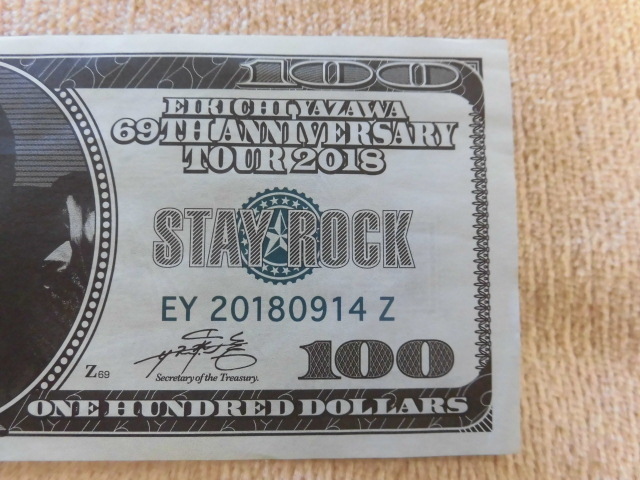 100
EIKICHI YAZAWA
69TH ANNIVERSARY
TOUR 2018
STAY ROCK
EY 20180914 Z
Z69
Secretary of the Treasury.
100
ONE HUNDRED DOLLARS